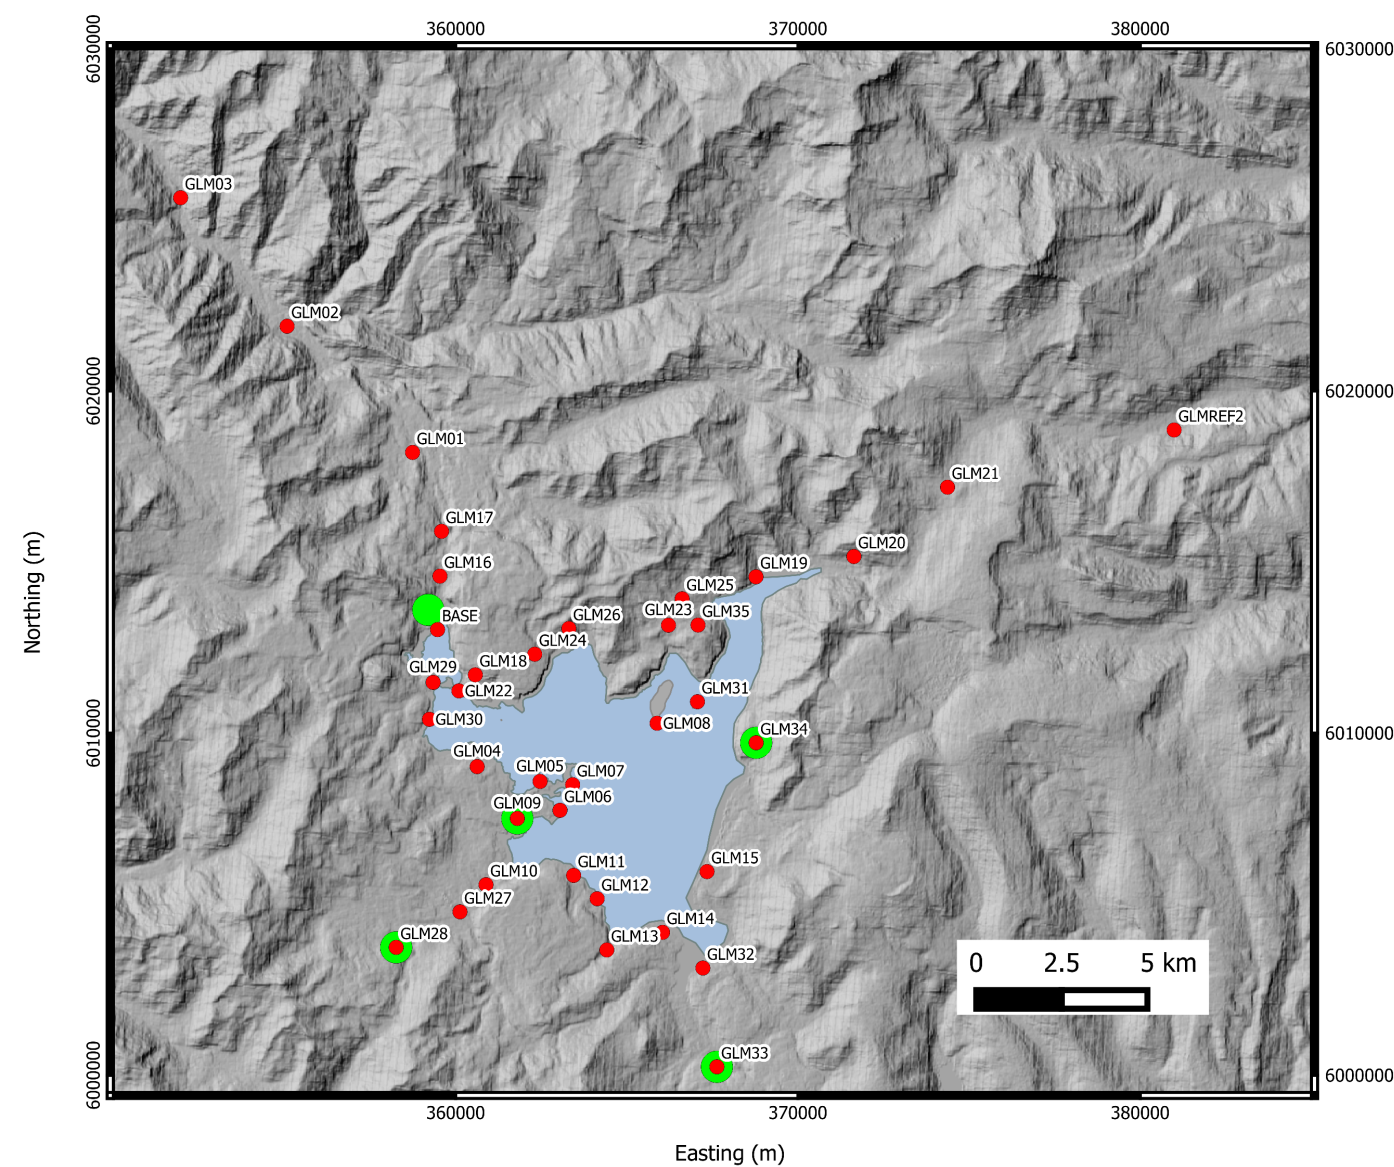 360000
370000
380000
6030000
6030000
GLM03
GLM02
6020000
6020000
GLMREF2
GLM01
GLM21
GLM17
GLM20
GLM16
GLM19
GLM25
BASE
GLM26
GLM23
GLM35
GLM24
GLM18
GLM29
GLM22
GLM31
GLM30
GLM08
GLM34
6010000
6010000
GLM04
GLM05
GLM07
GLM09
GLM06
GLM11
GLM15
GLM10
GLM12
GLM27
GLM14
GLM28
GLM13
GLM32
0 2.5 5 km
GLM33
6000000
6000000
360000
370000
380000
Northing (m)
Easting (m)